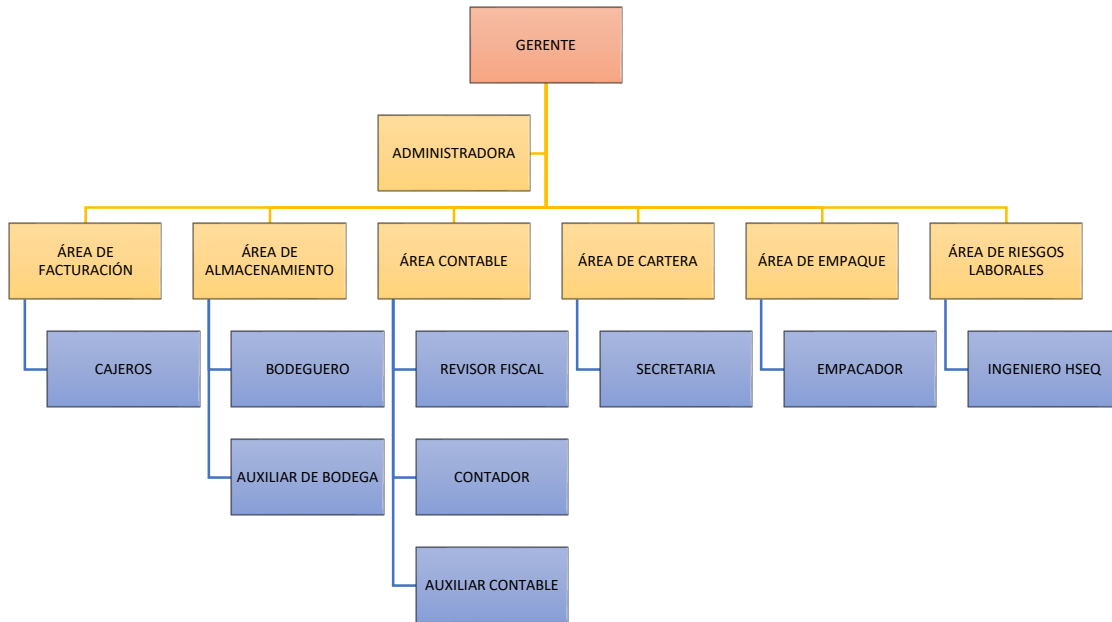 GERENTE
ADMINISTRADORA
ÁREA DE
FACTURACIÓN
ÁREA DE
ALMACENAMIENTO
ÁREA CONTABLE
ÁREA DE CARTERA
ÁREA DE EMPAQUE
ÁREA DE RIESGOS
LABORALES
CAJEROS
BODEGUERO
REVISOR FISCAL
SECRETARIA
EMPACADOR
INGENIERO HSEQ
AUXILIAR DE BODEGA
CONTADOR
AUXILIAR CONTABLE